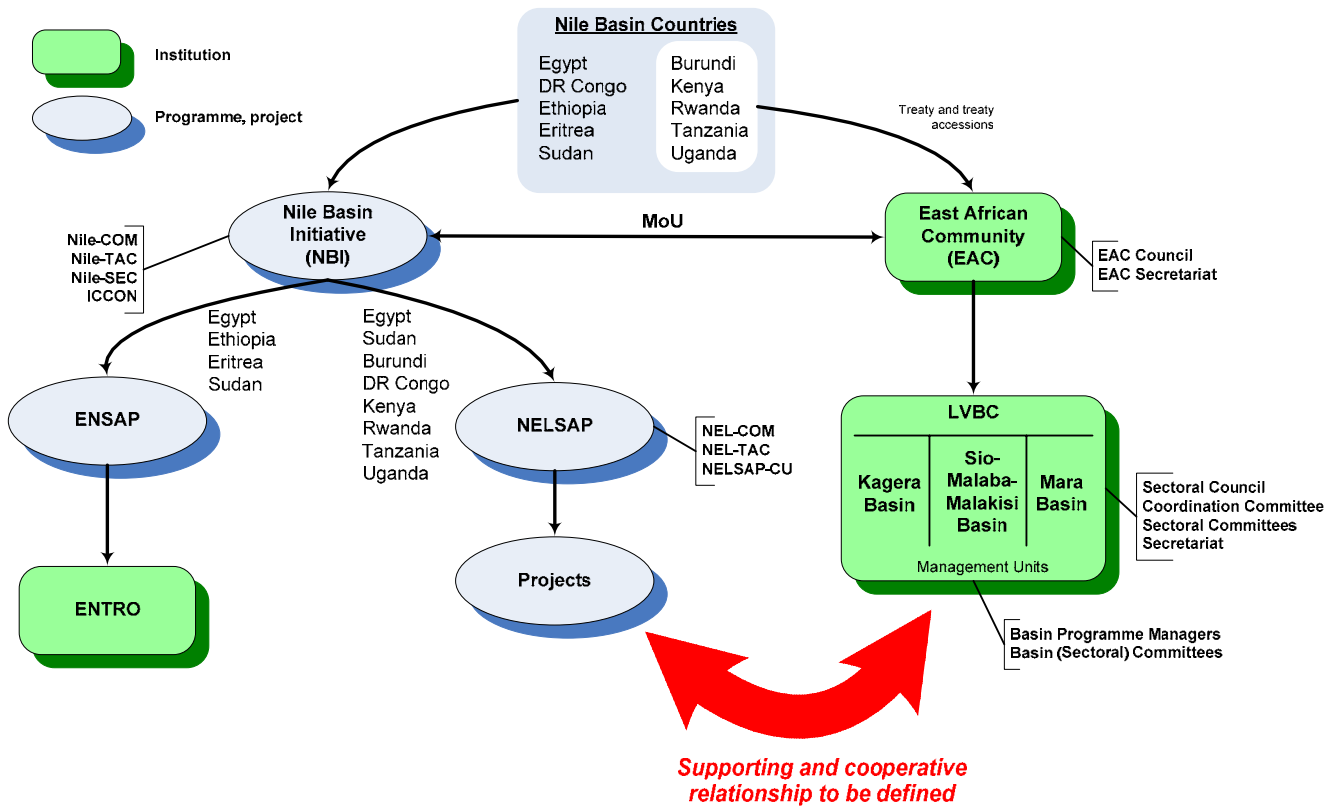 Nile Basin Countries
Egypt
DR Congo
Ethiopia
Eritrea
Sudan
Burundi
Kenya
Rwanda
Tanzania
Uganda
Institution
Programme, project
Treaty and treaty
accessions
Nile Basin
Initiative
(NBI)
MoU
East African
Community
(EAC)
Nile-COM
Nile-TAC
Nile-SEC
ICCON
EAC Council
EAC Secretariat
Egypt
Ethiopia
Eritrea
Sudan
Egypt
Sudan
Burundi
DR Congo
Kenya
Rwanda
Tanzania
Uganda
ENSAP
NELSAP
NEL-COM
NEL-TAC
NELSAP-CU
LVBC
Kagera
Basin
Sio-
Malaba-
Malakisi
Basin
Mara
Basin
Management Units
Sectoral Council
Coordination Committee
Sectoral Committees
Secretariat
ENTRO
Projects
Basin Programme Managers
Basin (Sectoral) Committees
Supporting and cooperative
relationship to be defined